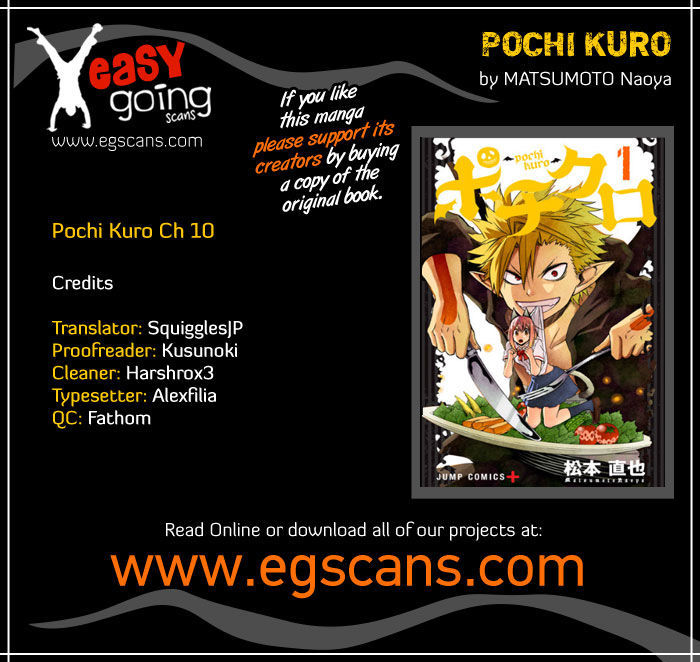 easy
going
scans
www.egscans.com
If you like
this manga
please support its
creators by buying
a copy of the
original book.
POCHI KURO
by MATSUMOTO Naoya
Pochi Kuro Ch 10
Credits
Translator: SquigglesJP
Proofreader: Kusunoki
Cleaner: Harshrox3
Typesetter: Alexfilia
QC: Fathom
pochi
kuro
1
ポチクロ
JUMP COMICS+
松本 直也
Matsumoto Naoya
Read Online or download all of our projects at:
www.egscans.com